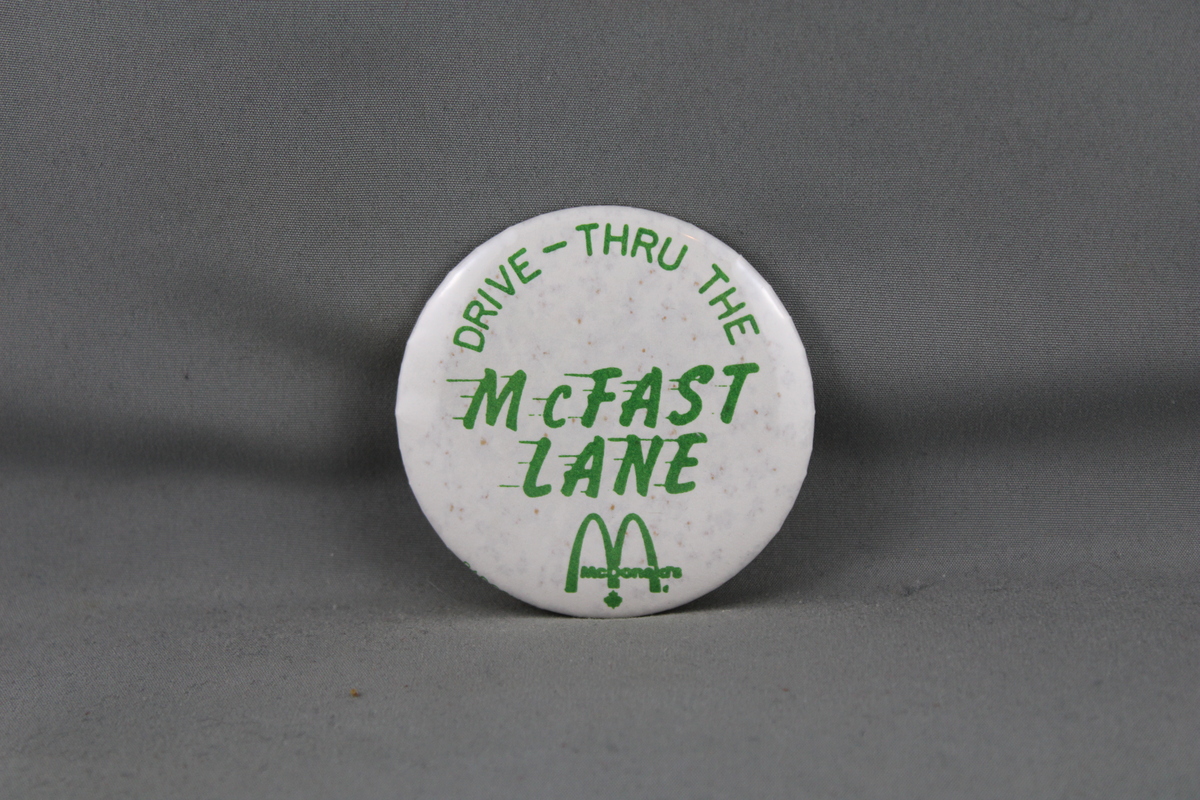 DRIVE-THRU THE
McFAST
LANE
McDonald's